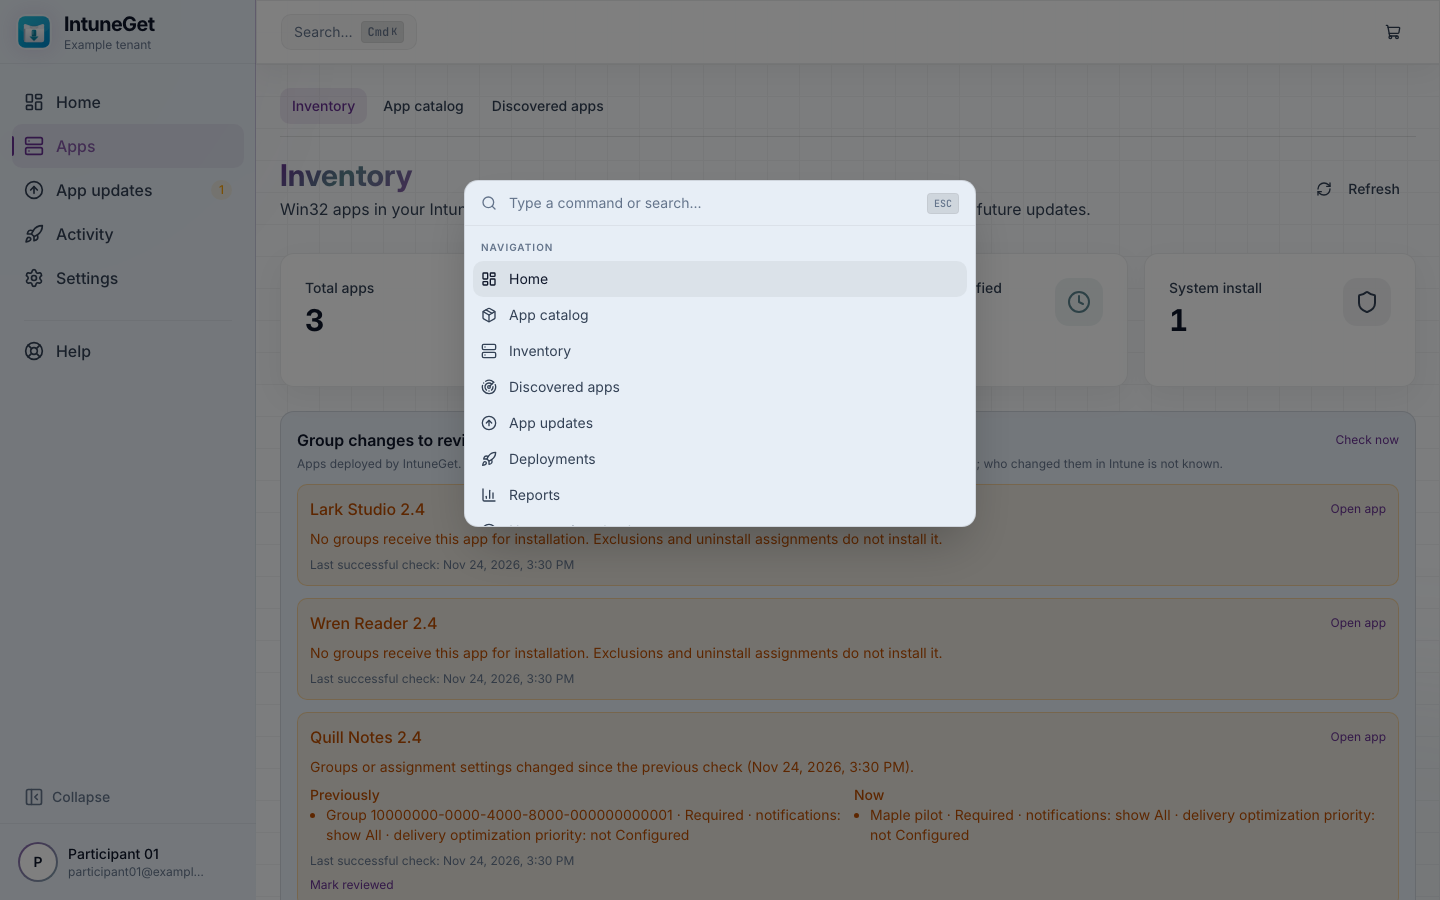 IntuneGet
Example tenant
Search...
Cmd K
Home
Apps
App updates
1
Activity
Settings
Help
Collapse
P
Participant 01
participant01@exampl...
Inventory
App catalog
Discovered apps
Inventory
Win32 apps in your Intun
future updates.
Refresh
Total apps
3
fied
System install
1
Type a command or search...
ESC
NAVIGATION
Home
App catalog
Inventory
Discovered apps
App updates
Deployments
Reports
Group changes to revi
Check now
Apps deployed by IntuneGet.
; who changed them in Intune is not known.
Lark Studio 2.4
Open app
No groups receive this app for installation. Exclusions and uninstall assignments do not install it.
Last successful check: Nov 24, 2026, 3:30 PM
Wren Reader 2.4
Open app
No groups receive this app for installation. Exclusions and uninstall assignments do not install it.
Last successful check: Nov 24, 2026, 3:30 PM
Quill Notes 2.4
Open app
Groups or assignment settings changed since the previous check (Nov 24, 2026, 3:30 PM).
Previously
• Group 10000000-0000-4000-8000-000000000001 · Required · notifications:
show All · delivery optimization priority: not Configured
Now
• Maple pilot · Required · notifications: show All · delivery optimization priority:
not Configured
Last successful check: Nov 24, 2026, 3:30 PM
Mark reviewed